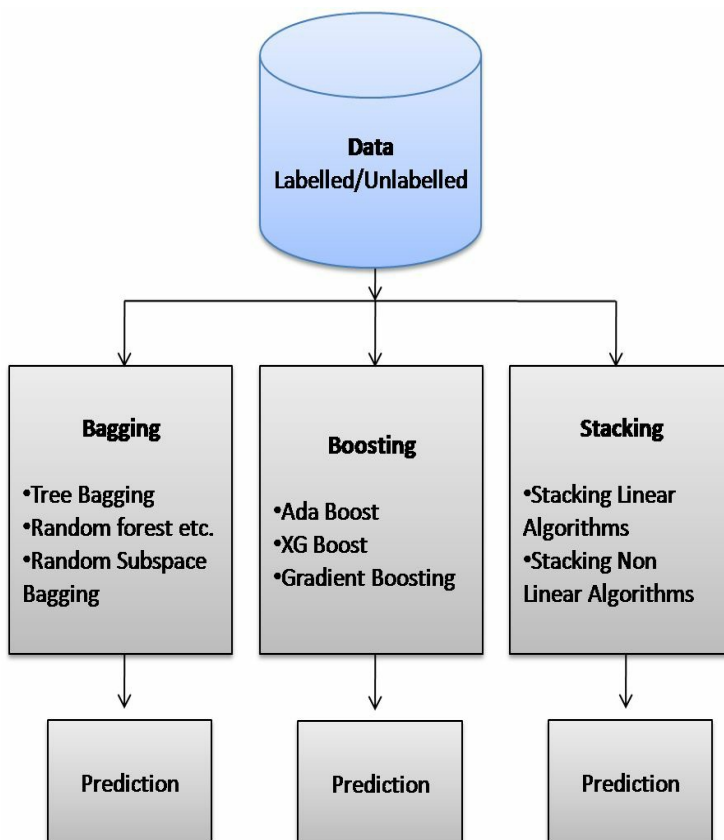 Data
Labelled/Unlabelled
Bagging
•Tree Bagging
•Random forest etc.
•Random Subspace
Bagging
Boosting
•Ada Boost
•XG Boost
•Gradient Boosting
Stacking
•Stacking Linear
Algorithms
•Stacking Non
Linear Algorithms
Prediction
Prediction
Prediction